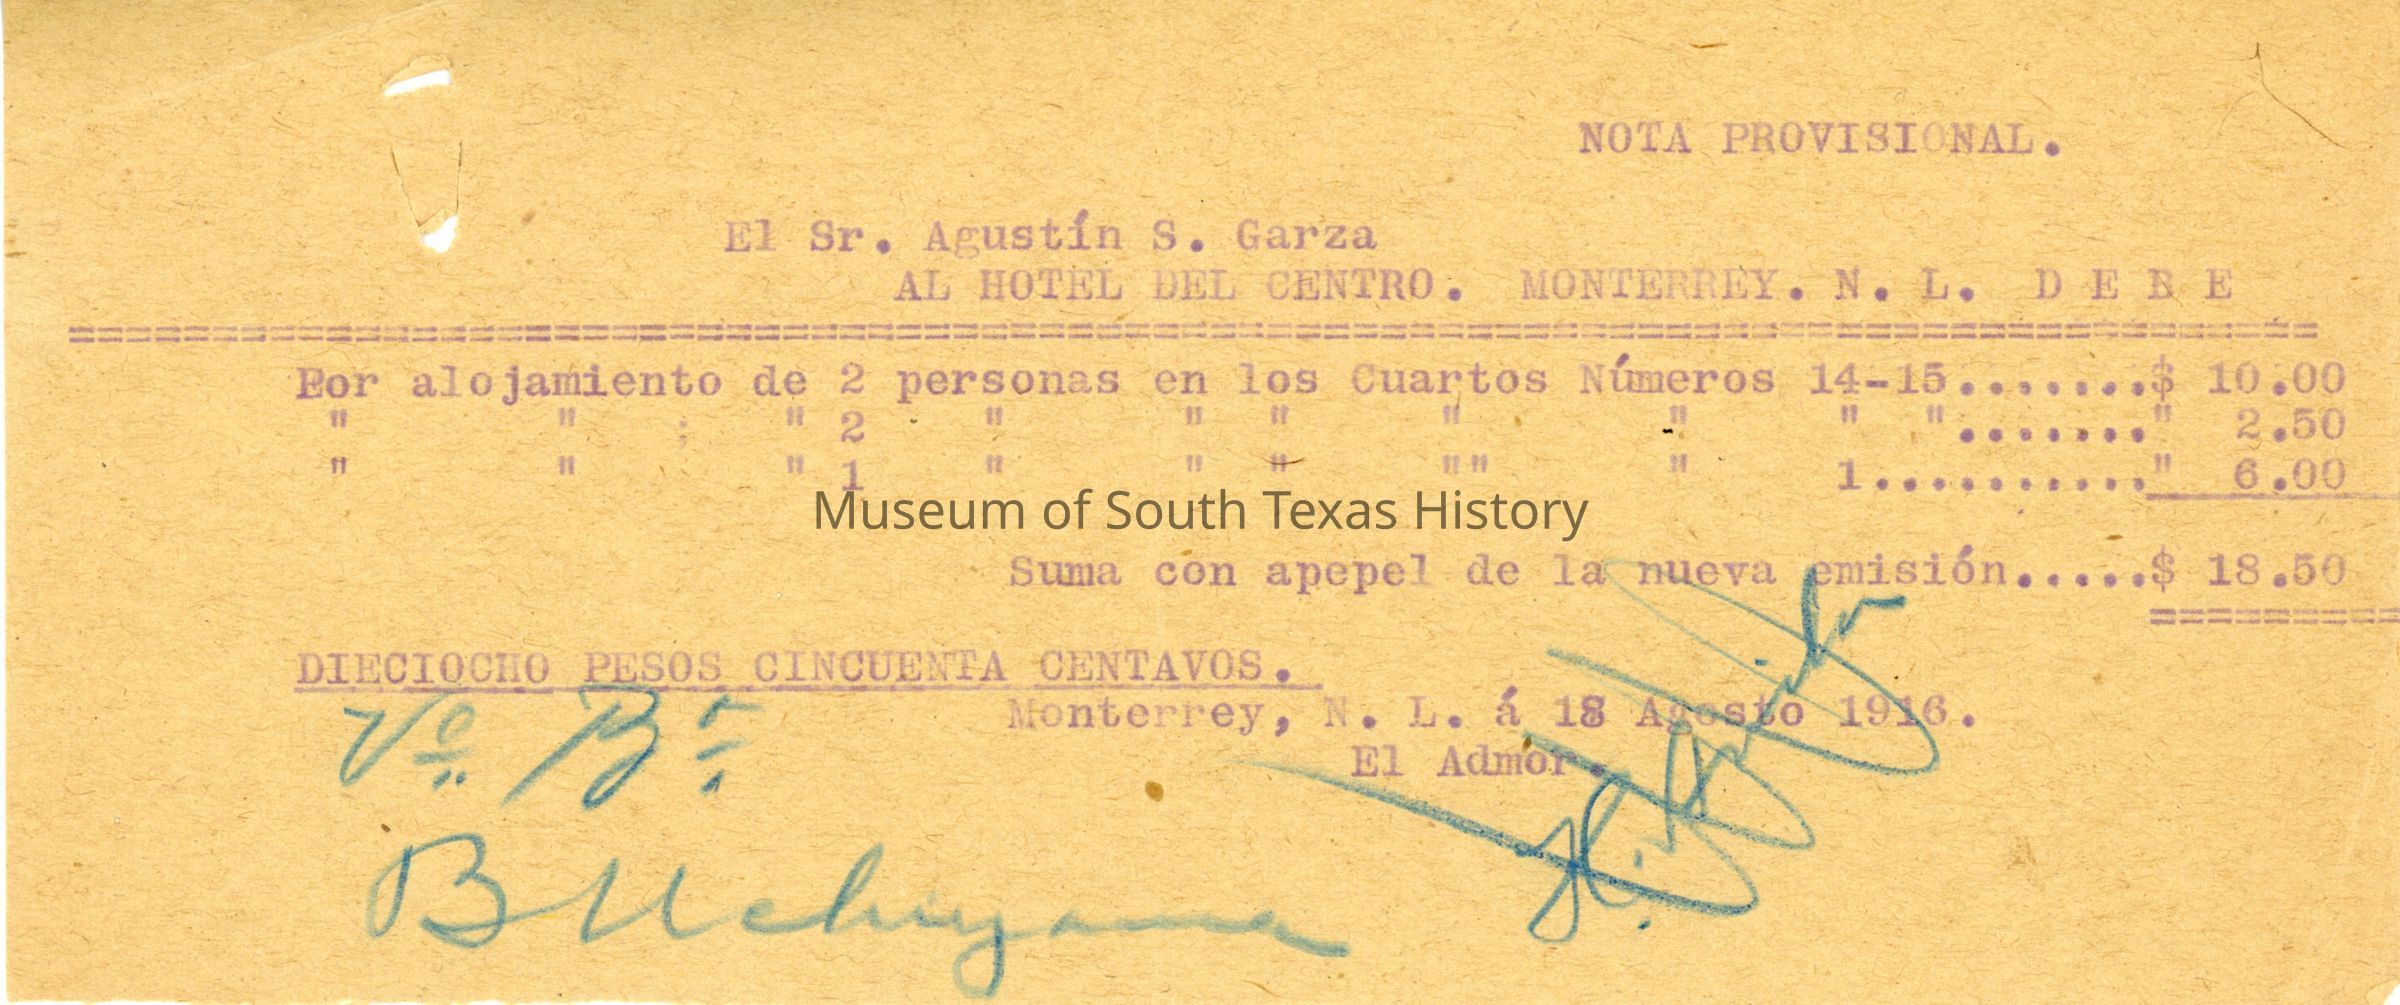 NOTA PROVISIONAL.
El Sr. Agustín S. Garza
AL HOTEL DEL CENTRO. MONTERREY. N. L. D E B E
===============================================================================
Por alojamiento de 2 personas en los Cuartos Números 14-15.......$ 10.00
" " ; " 2 " " " " " " "......." 2.50
" " " 1 " " " "" " 1.........." 6.00
Museum of South Texas History
Suma con apepel de la nueva emisión.....$ 18.50
=========
DIECIOCHO PESOS CINCUENTA CENTAVOS.
Monterrey, N. L. á 18 Agosto 1916.
El Admor.
Vo Bo
B Uchiyama